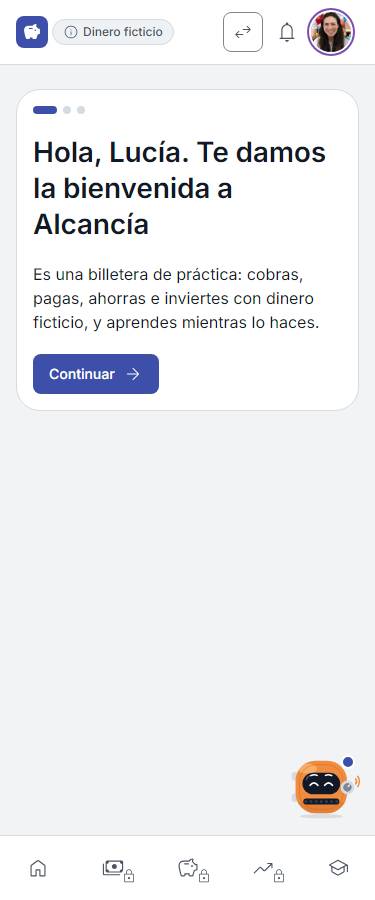 Dinero ficticio
Hola, Lucía. Te damos
la bienvenida a
Alcancía
Es una billetera de práctica: cobras,
pagas, ahorras e inviertes con dinero
ficticio, y aprendes mientras lo haces.
Continuar